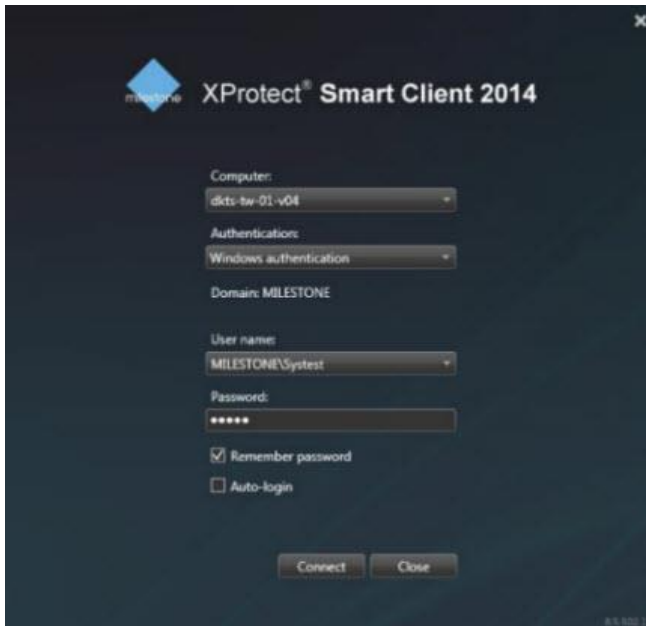 milestone
XProtect® Smart Client 2014
Computer:
dkts-tw-01-v04
Authentication:
Windows authentication
Domain: MILESTONE
User name:
MILESTONE\Systest
Password:
•••••
Remember password
Auto-login
Connect Close